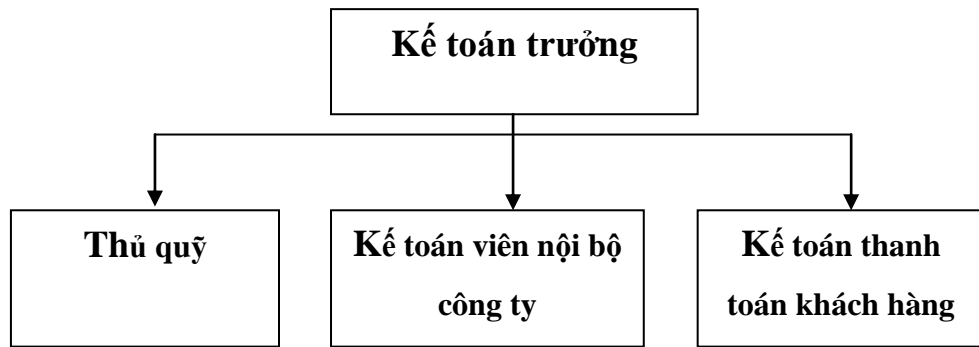 Kế toán trưởng
Thủ quỹ
Kế toán viên nội bộ
công ty
Kế toán thanh
toán khách hàng